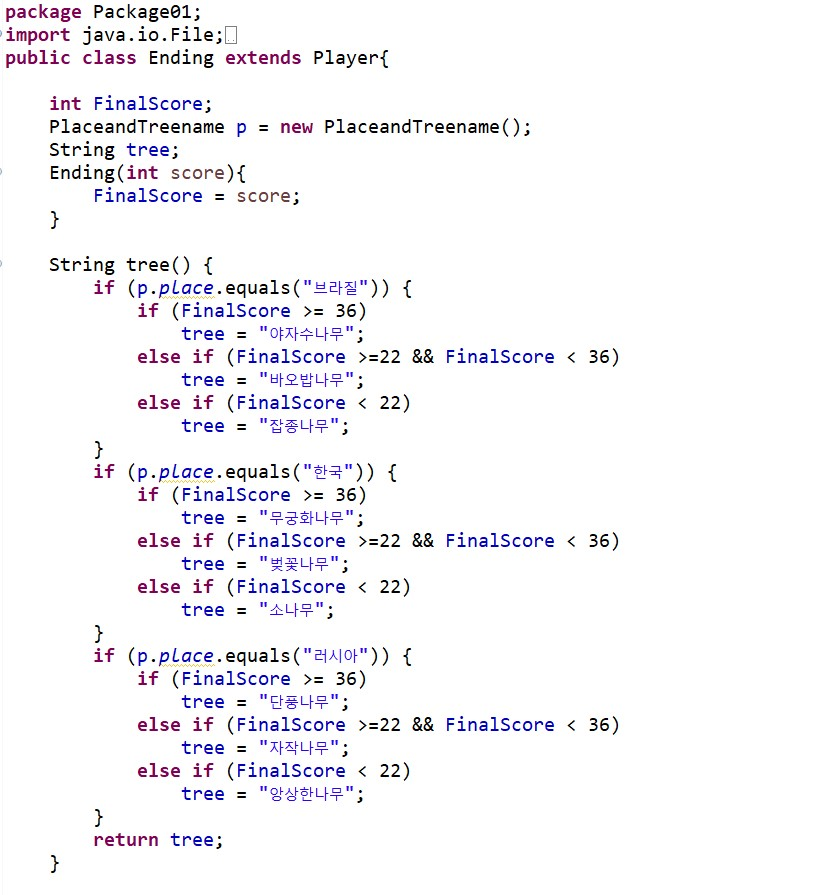 package Package01;
import java.io.File;
public class Ending extends Player{
int FinalScore;
PlaceandTreename p = new PlaceandTreename();
String tree;
Ending(int score){
FinalScore = score;
}
String tree() {
if (p.place.equals("브라질")) {
if (FinalScore >= 36)
tree = "야자수나무";
else if (FinalScore >=22 && FinalScore < 36)
tree = "바오밥나무";
else if (FinalScore < 22)
tree = "잡종나무";
}
if (p.place.equals("한국")) {
if (FinalScore >= 36)
tree = "무궁화나무";
else if (FinalScore >=22 && FinalScore < 36)
tree = "벚꽃나무";
else if (FinalScore < 22)
tree = "소나무";
}
if (p.place.equals("러시아")) {
if (FinalScore >= 36)
tree = "단풍나무";
else if (FinalScore >=22 && FinalScore < 36)
tree = "자작나무";
else if (FinalScore < 22)
tree = "앙상한나무";
}
return tree;
}